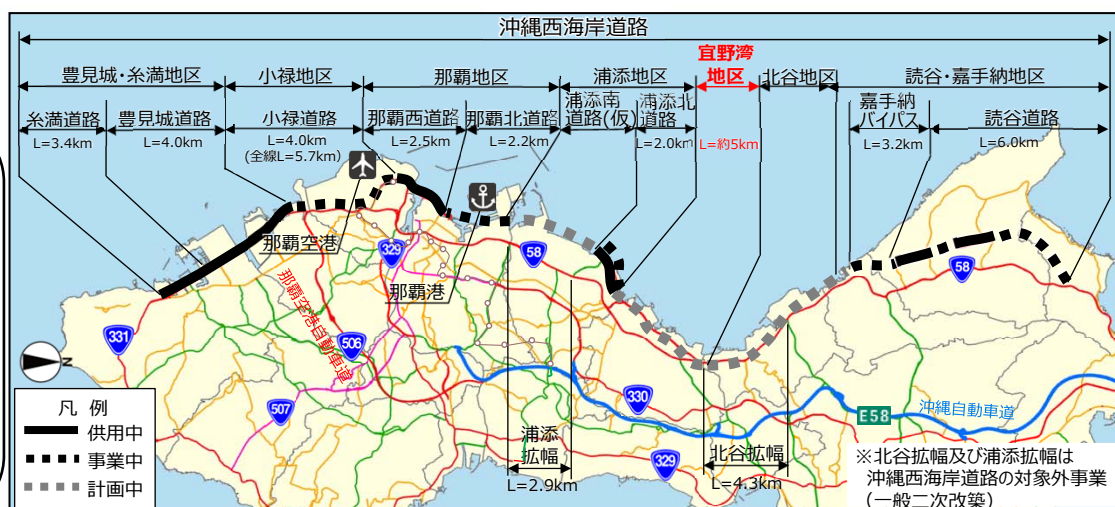 沖縄西海岸道路
豊見城・糸満地区
小禄地区
那覇地区
浦添地区
宜野湾
地区
北谷地区
読谷・嘉手納地区
糸満道路
L=3.4km
豊見城道路
L=4.0km
小禄道路
L=4.0km
(全線L=5.7km)
那覇西道路
L=2.5km
那覇北道路
L=2.2km
浦添南
道路(仮)
浦添北
道路
L=2.0km
L=約5km
嘉手納
バイパス
L=3.2km
読谷道路
L=6.0km
那覇空港
329
那覇港
58
58
那覇空港自動車道
331
506
507
330
329
E58
沖縄自動車道
N
浦添
拡幅
L=2.9km
北谷拡幅
L=4.3km
凡 例
供用中
事業中
計画中
※北谷拡幅及び浦添拡幅は
沖縄西海岸道路の対象外事業
(一般二次改築)